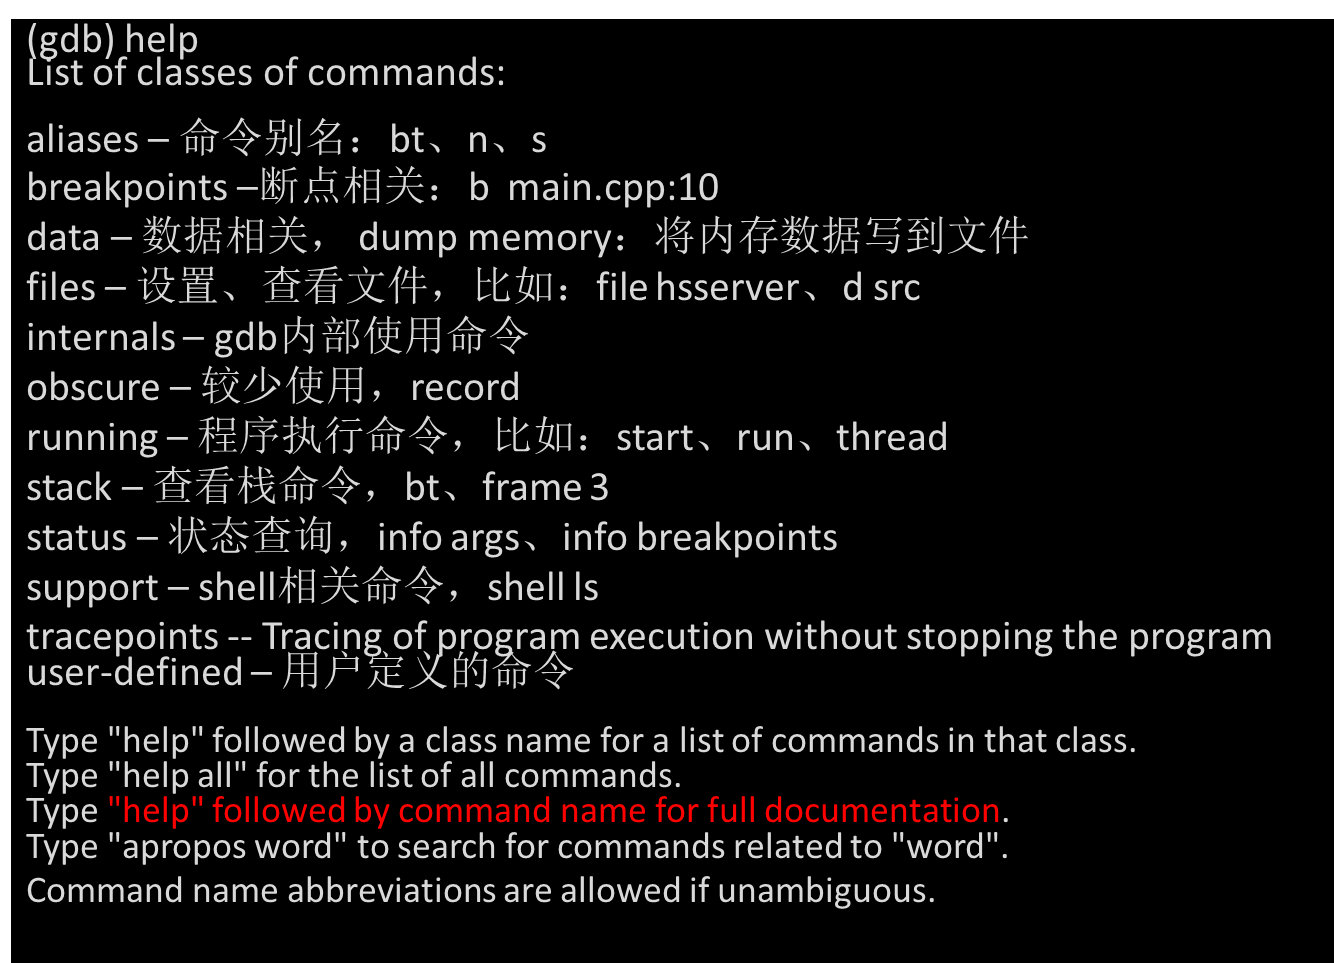 (gdb) help
List of classes of commands:
aliases – 命令别名：bt、n、s
breakpoints –断点相关：b main.cpp:10
data – 数据相关， dump memory：将内存数据写到文件
files – 设置、查看文件，比如：file hsserver、d src
internals – gdb内部使用命令
obscure – 较少使用，record
running – 程序执行命令，比如：start、run、thread
stack – 查看栈命令，bt、frame 3
status – 状态查询，info args、info breakpoints
support – shell相关命令，shell ls
tracepoints -- Tracing of program execution without stopping the program
user-defined – 用户定义的命令
Type "help" followed by a class name for a list of commands in that class.
Type "help all" for the list of all commands.
Type "help" followed by command name for full documentation.
Type "apropos word" to search for commands related to "word".
Command name abbreviations are allowed if unambiguous.